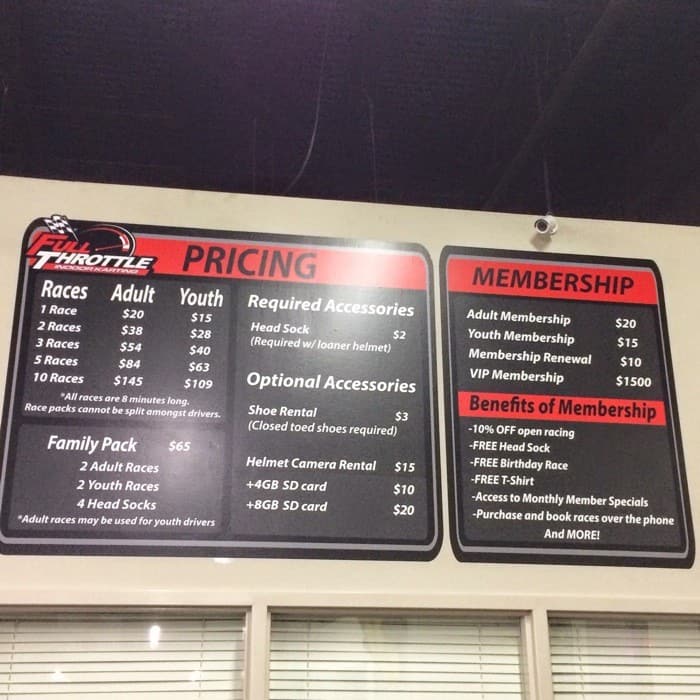 FULL
THROTTLE
INDOOR KARTING
PRICING
Races Adult Youth
1 Race $20 $15
2 Races $38 $28
3 Races $54 $40
5 Races $84 $63
10 Races $145 $109
*All races are 8 minutes long.
Race packs cannot be split amongst drivers.
Family Pack $65
2 Adult Races
2 Youth Races
4 Head Socks
*Adult races may be used for youth drivers
Required Accessories
Head Sock $2
(Required w/ loaner helmet)
Optional Accessories
Shoe Rental $3
(Closed toed shoes required)
Helmet Camera Rental $15
+4GB SD card $10
+8GB SD card $20
MEMBERSHIP
Adult Membership $20
Youth Membership $15
Membership Renewal $10
VIP Membership $1500
Benefits of Membership
-10% OFF open racing
-FREE Head Sock
-FREE Birthday Race
-FREE T-Shirt
-Access to Monthly Member Specials
-Purchase and book races over the phone
And MORE!